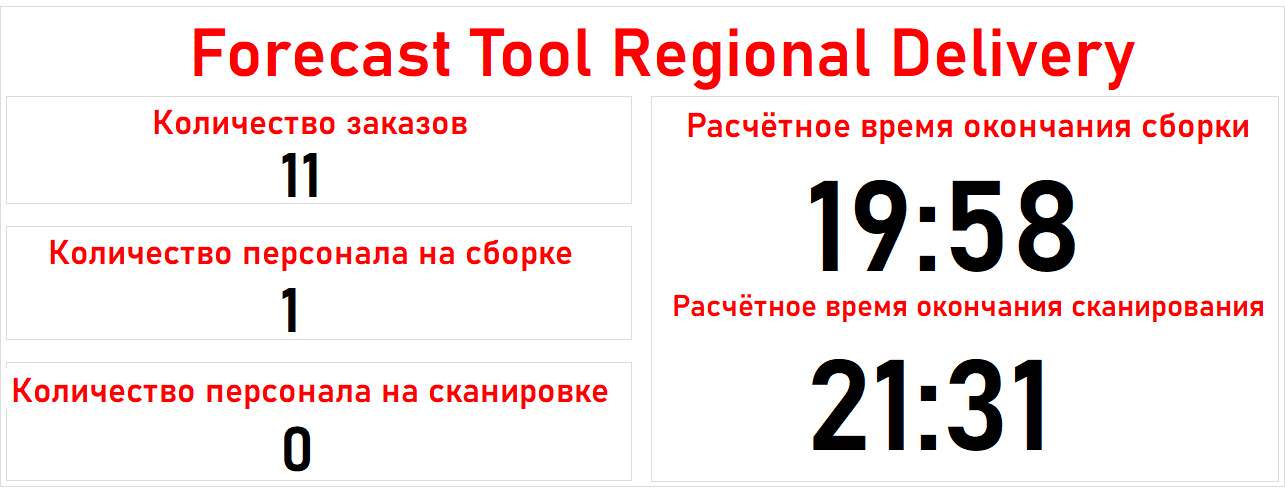 Forecast Tool Regional Delivery
Количество заказов
11
Количество персонала на сборке
1
Количество персонала на сканировке
0
Расчётное время окончания сборки
19:58
Расчётное время окончания сканирования
21:31